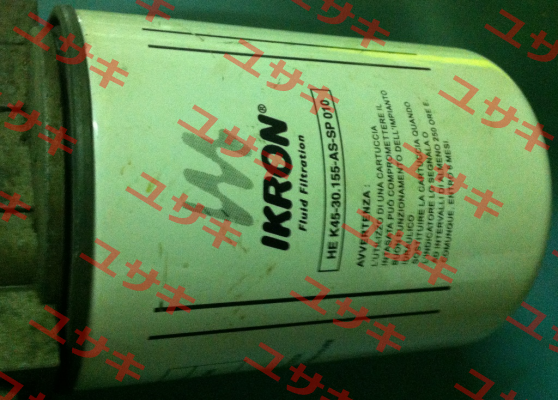 IKRON®
Fluid Filtration
HE K45-30.155-AS-SP 010
AVVERTENZA :
L'UTILIZZO DI UNA CARTUCCIA
INTASATA PUÒ COMPROMETTERE IL
BUON FUNZIONAMENTO DELL'IMPIANTO
IDRAULICO
SOSTITUIRE LA CARTUCCIA QUANDO
L'INDICATORE LO SEGNALA O
AD INTERVALLI DI ALMENO 250 ORE E
COMUNQUE, ENTRO 6 MESI
ユサキ